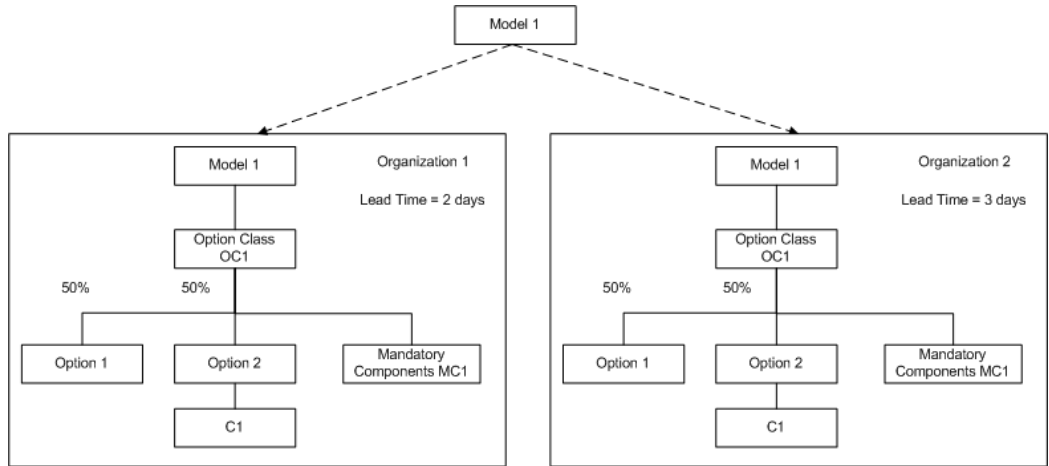 Model 1
Model 1
Organization 1
Lead Time = 2 days
Option Class
OC1
50%
50%
Option 1
Option 2
Mandatory
Components MC1
C1
Model 1
Organization 2
Lead Time = 3 days
Option Class
OC1
50%
50%
Option 1
Option 2
Mandatory
Components MC1
C1